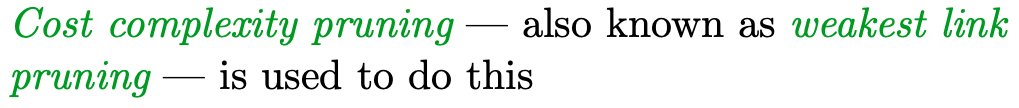 Cost complexity pruning — also known as weakest link
pruning — is used to do this